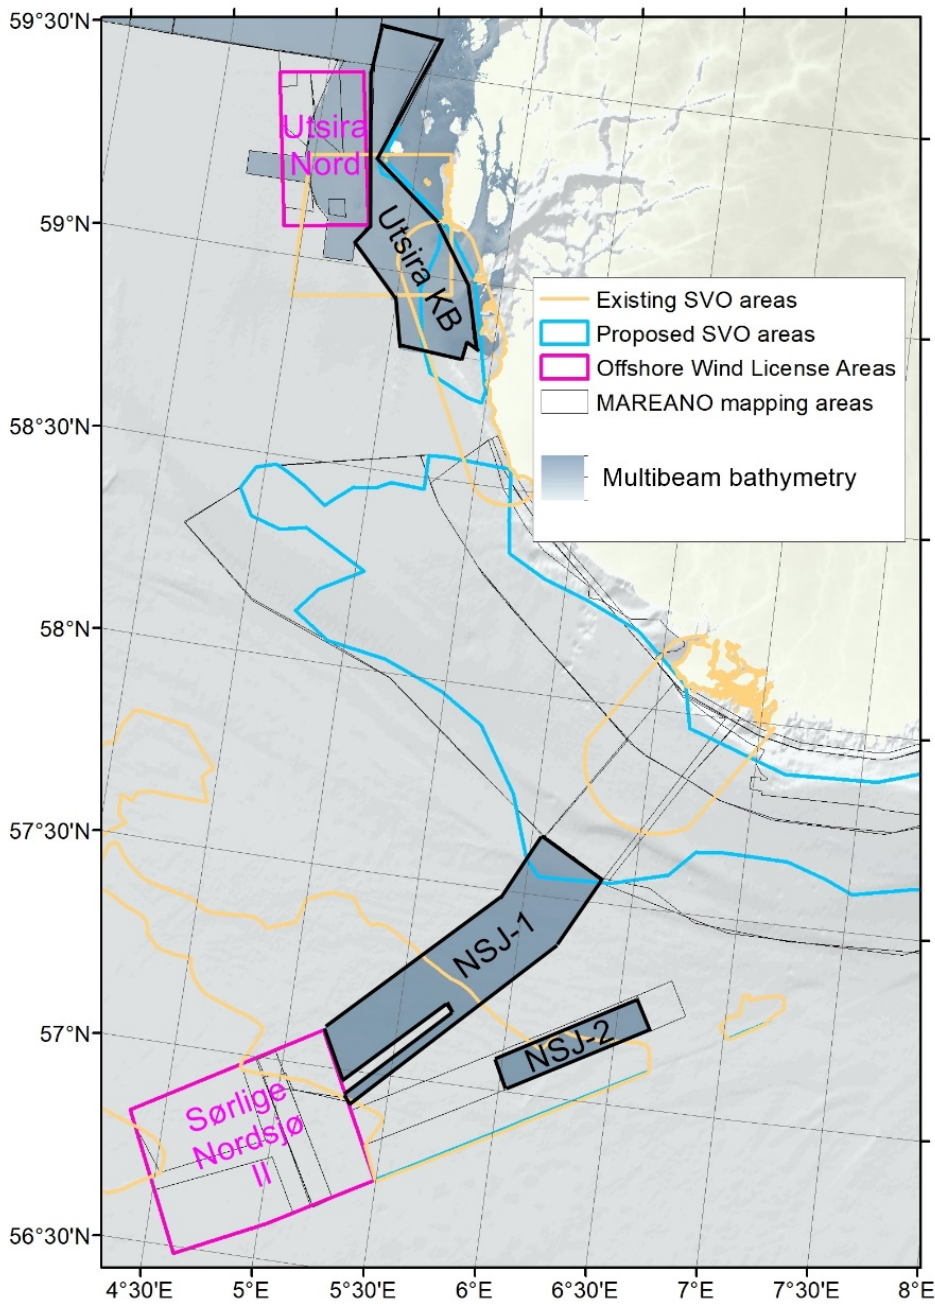 59°30'N
59°N
58°30'N
58°N
57°30'N
57°N
56°30'N
Utsira
Nord
Utsira KB
Existing SVO areas
Proposed SVO areas
Offshore Wind License Areas
MAREANO mapping areas
Multibeam bathymetry
NSJ-1
NSJ-2
Sørlige
Nordsjø
II
4°30'E
5°E
5°30'E
6°E
6°30'E
7°E
7°30'E
8°E